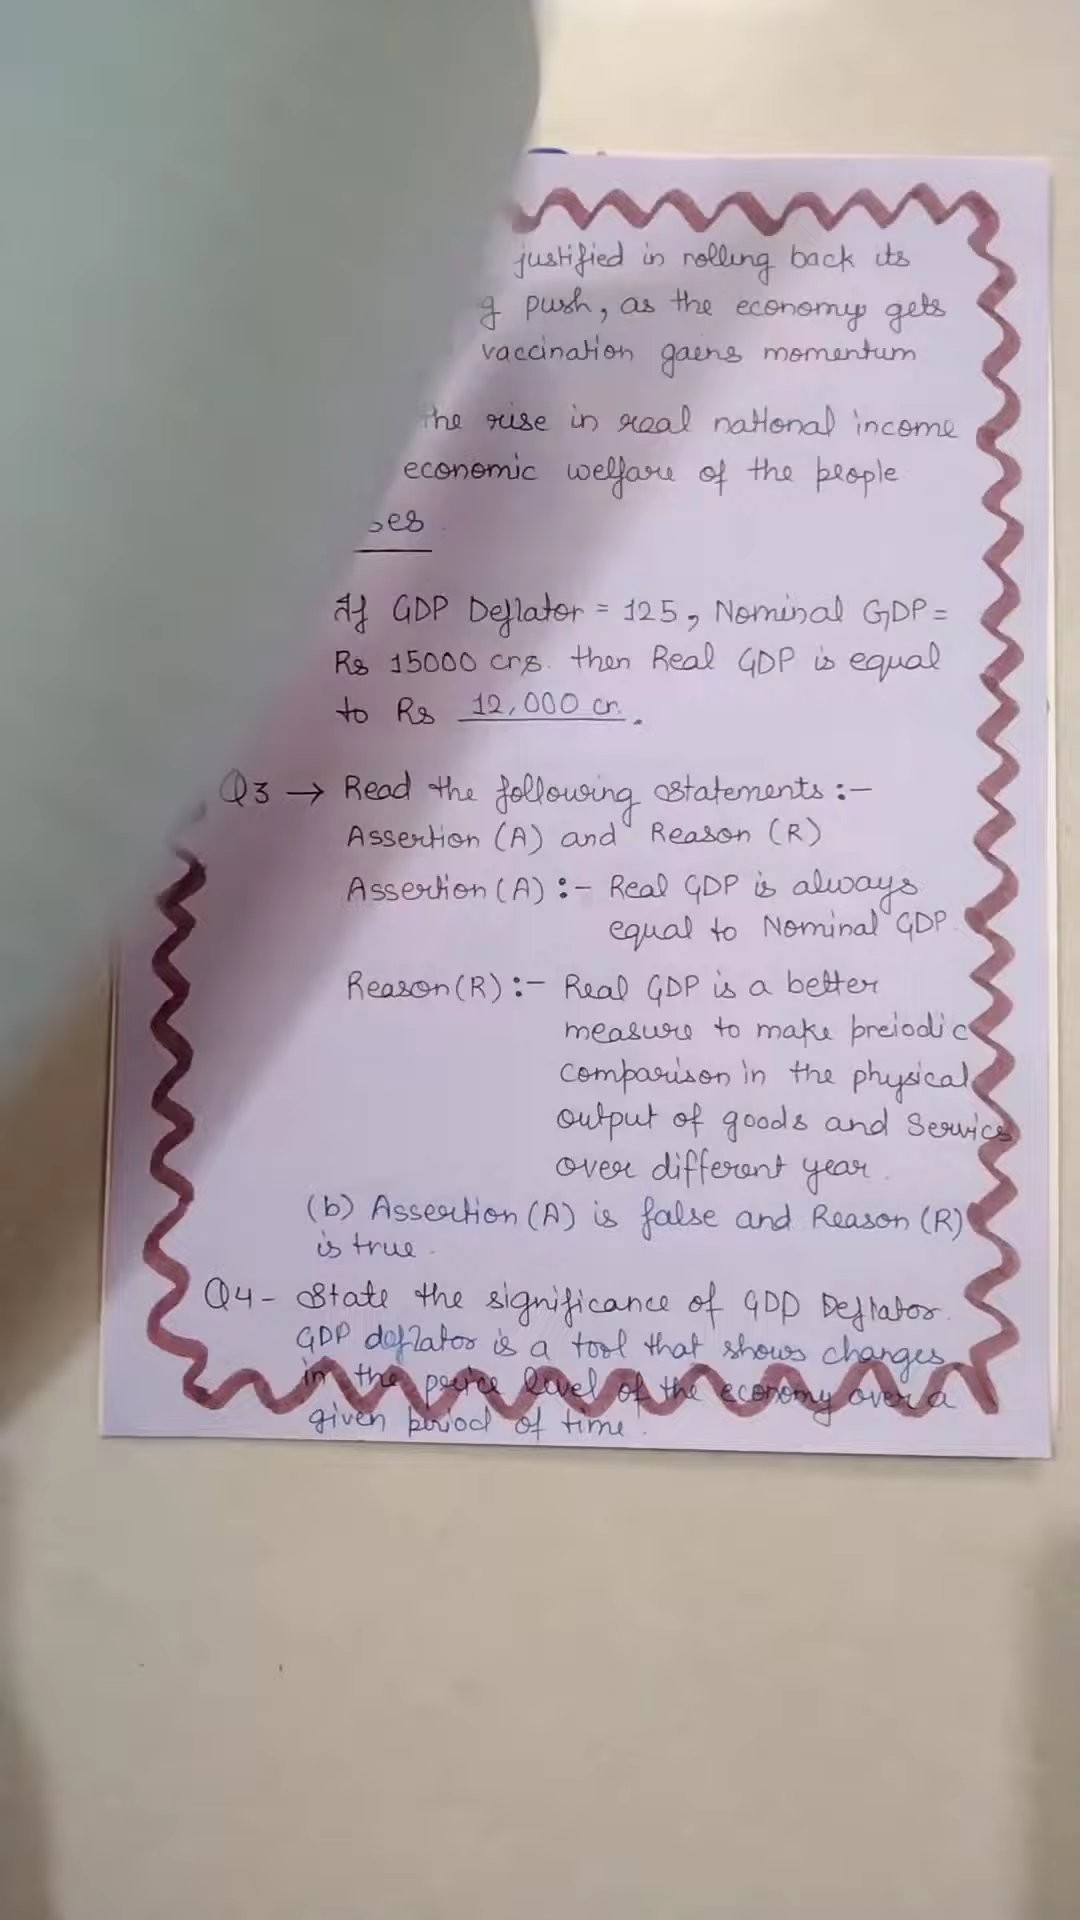 justified in rolling back its
g push, as the economy gets
vaccination gains momentum
the rise in real national income
economic welfare of the people
ses
If GDP Deflator = 125, Nominal GDP =
Rs 15000 crs. then Real GDP is equal
to Rs 12,000 cr.
Q3 → Read the following statements :-
Assertion (A) and Reason (R)
Assertion (A) :- Real GDP is always
equal to Nominal GDP.
Reason (R) :- Real GDP is a better
measure to make preiodic
comparison in the physical
output of goods and Services
over different year.
(b) Assertion (A) is false and Reason (R)
is true.
Q4 - State the significance of GDP Deflator.
GDP deflator is a tool that shows changes
in the price level of the economy over a
given period of time.